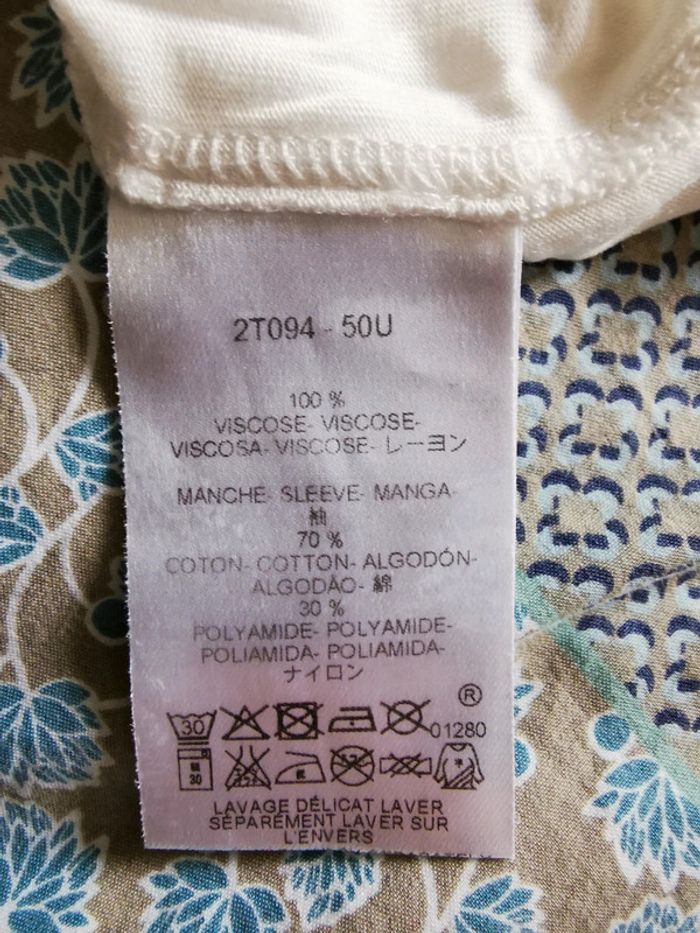 2T094 - 50U
100 %
VISCOSE- VISCOSE-
VISCOSA- VISCOSE- レーヨン
MANCHE- SLEEVE- MANGA-
袖
70 %
COTON- COTTON- ALGODÓN-
ALGODÃO- 綿
30 %
POLYAMIDE- POLYAMIDE-
POLIAMIDA- POLIAMIDA-
ナイロン
®
30 01280
30
LAVAGE DÉLICAT LAVER
SÉPARÉMENT LAVER SUR
L'ENVERS